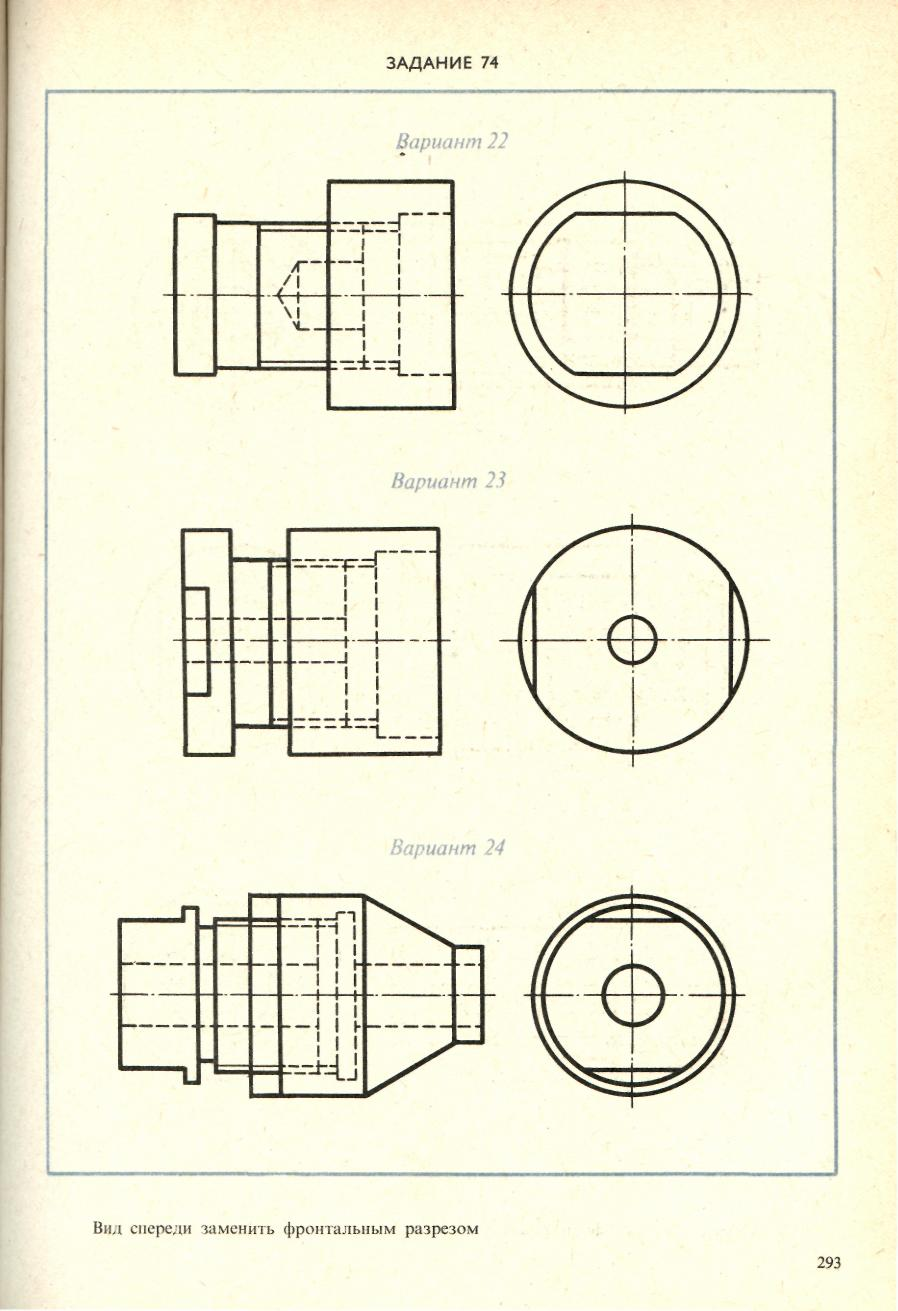 ЗАДАНИЕ 74
Вариант 22
Вариант 23
Вариант 24
Вид спереди заменить фронтальным разрезом
293